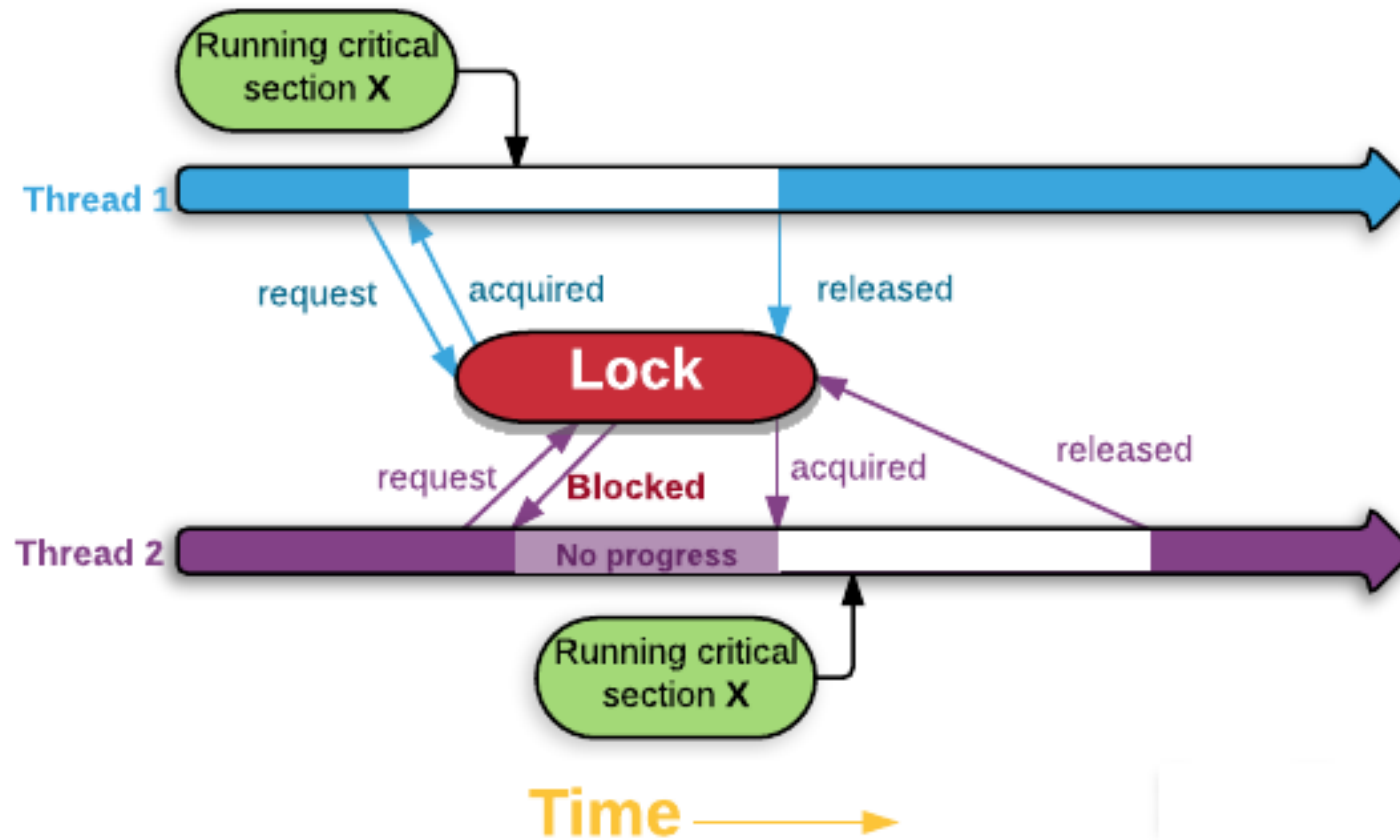 Running critical
section X
Thread 1
request
acquired
released
Lock
request
Blocked
acquired
released
Thread 2
No progress
Running critical
section X
Time